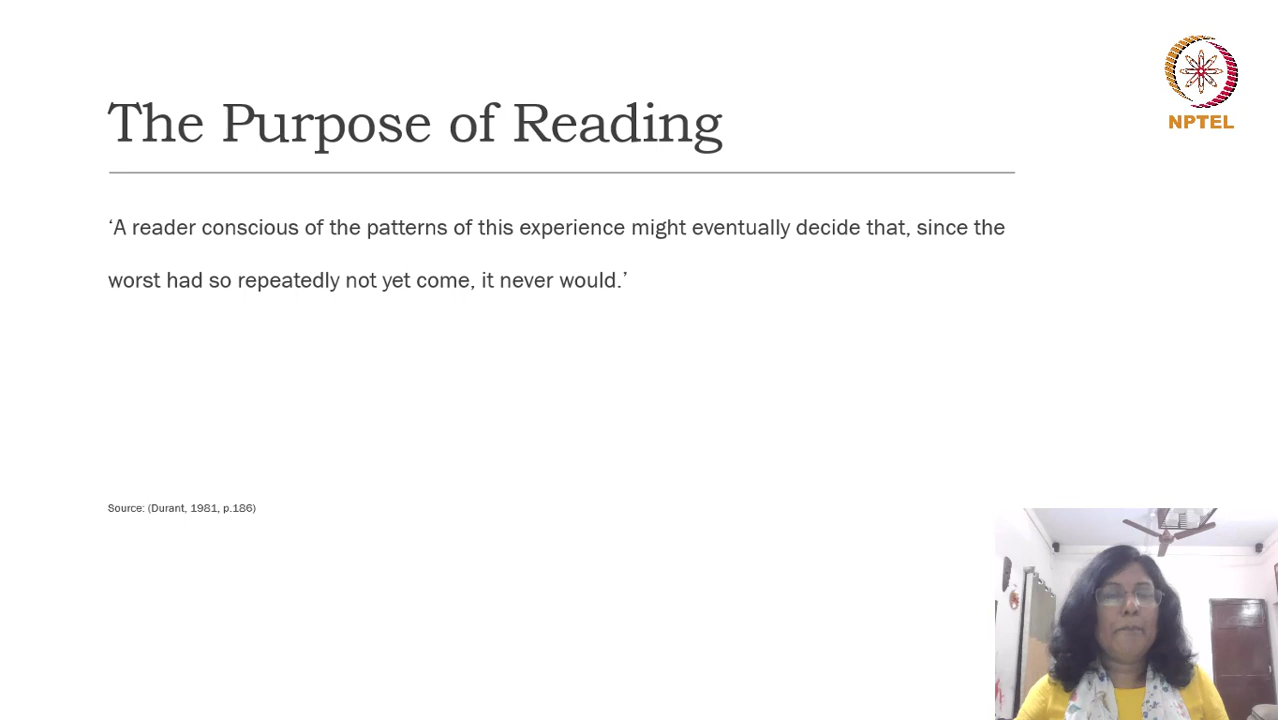 The Purpose of Reading
NPTEL
‘A reader conscious of the patterns of this experience might eventually decide that, since the
worst had so repeatedly not yet come, it never would.’
Source: (Durant, 1981, p.186)